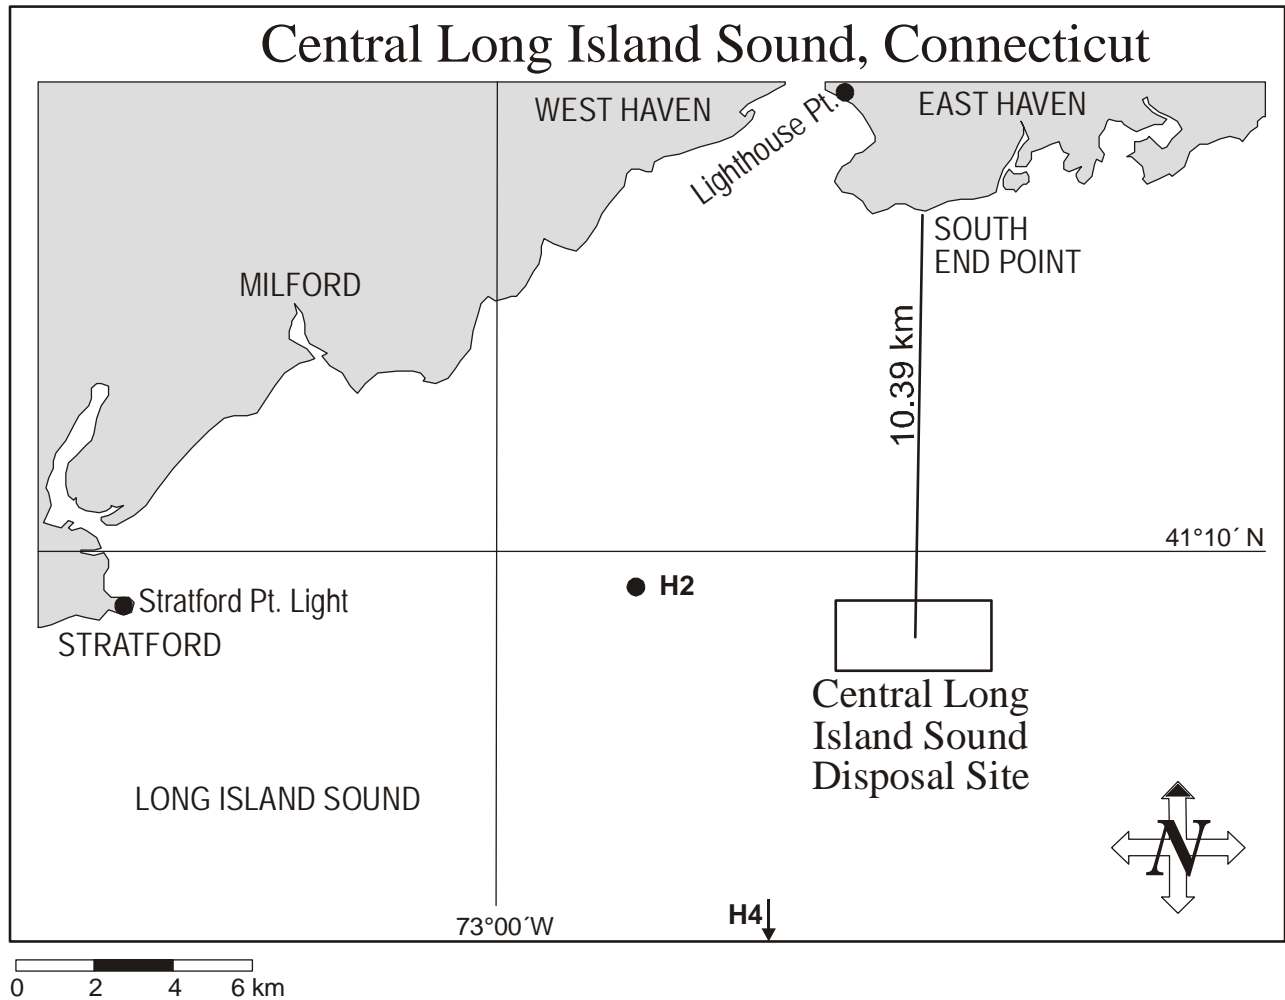 Central Long Island Sound, Connecticut
WEST HAVEN
Lighthouse Pt.
EAST HAVEN
SOUTH
END POINT
MILFORD
10.39 km
41°10´ N
H2
Stratford Pt. Light
STRATFORD
Central Long
Island Sound
Disposal Site
LONG ISLAND SOUND
N
H4
73°00´W
0 2 4 6 km